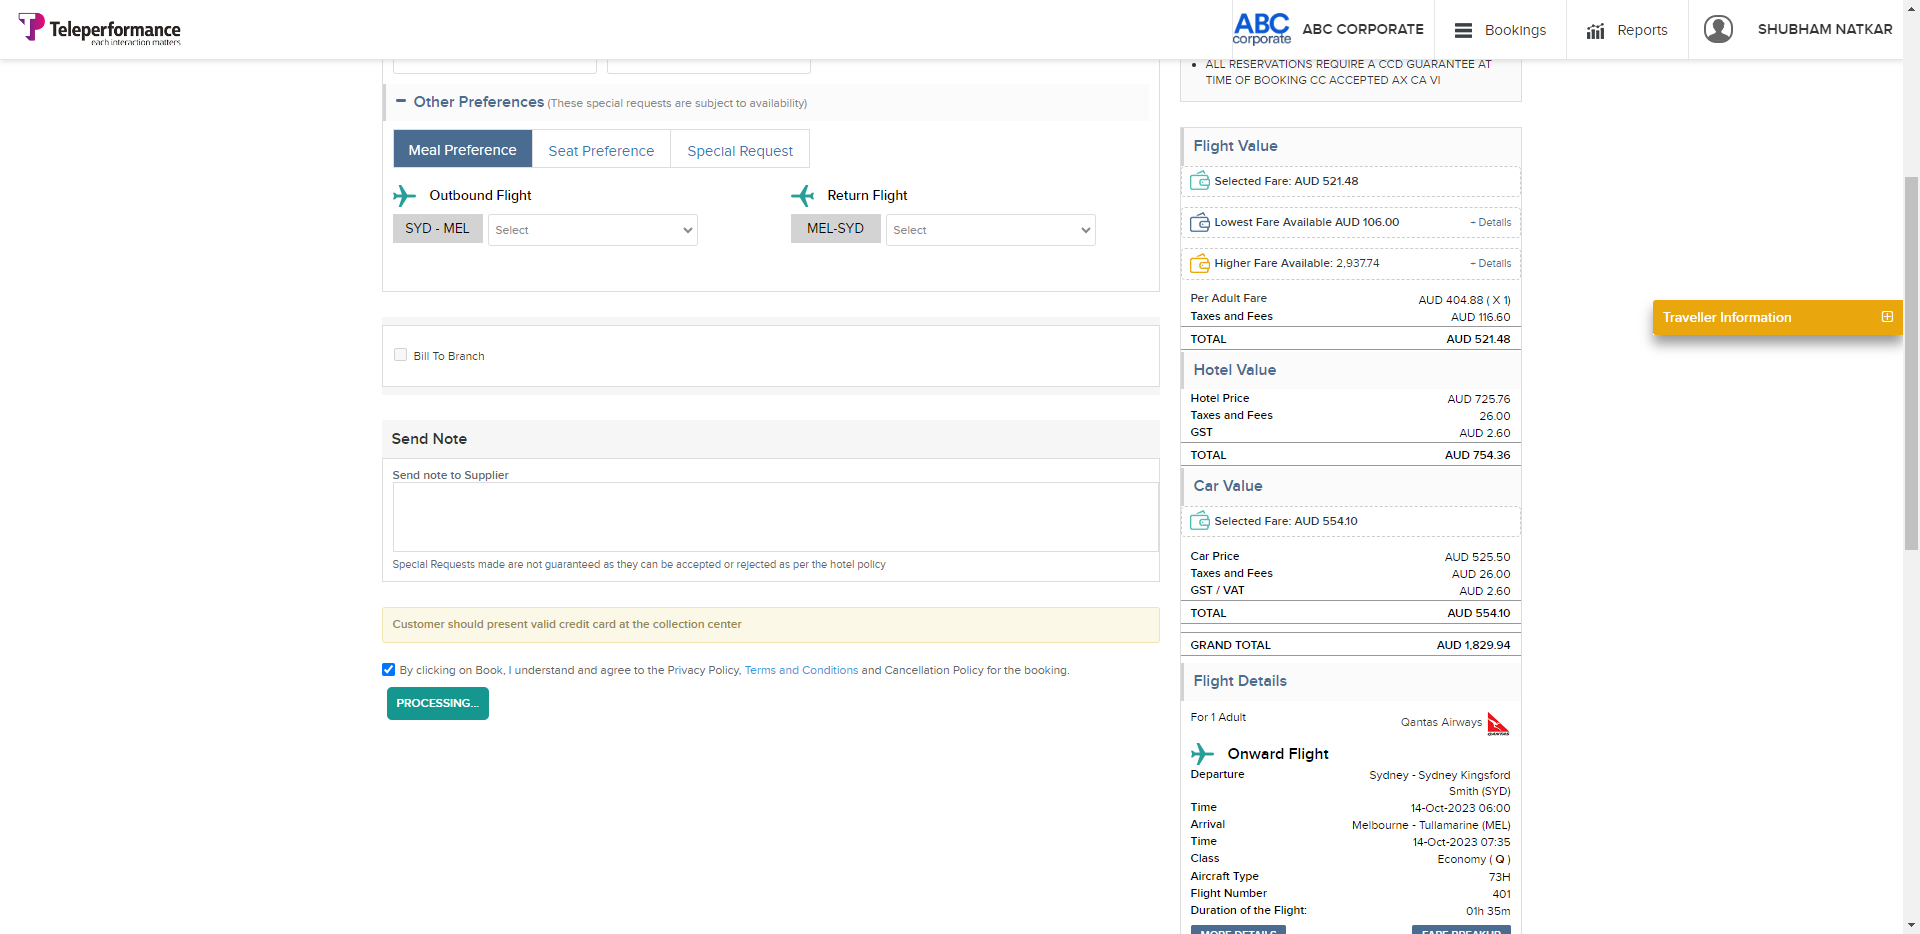 Teleperformance
each interaction matters
ABC
corporate
ABC CORPORATE
Bookings
Reports
SHUBHAM NATKAR
Other Preferences (These special requests are subject to availability)
Meal Preference
Seat Preference
Special Request
Outbound Flight
Return Flight
SYD - MEL
Select
MEL-SYD
Select
Bill To Branch
Send Note
Send note to Supplier
Special Requests made are not guaranteed as they can be accepted or rejected as per the hotel policy
Customer should present valid credit card at the collection center
By clicking on Book, I understand and agree to the Privacy Policy, Terms and Conditions and Cancellation Policy for the booking.
PROCESSING...
ALL RESERVATIONS REQUIRE A CCD GUARANTEE AT
TIME OF BOOKING CC ACCEPTED AX CA VI
Flight Value
Selected Fare: AUD 521.48
Lowest Fare Available AUD 106.00 + Details
Higher Fare Available: 2,937.74 + Details
Per Adult Fare AUD 404.88 ( X 1)
Taxes and Fees AUD 116.60
TOTAL AUD 521.48
Hotel Value
Hotel Price AUD 725.76
Taxes and Fees 26.00
GST AUD 2.60
TOTAL AUD 754.36
Car Value
Selected Fare: AUD 554.10
Car Price AUD 525.50
Taxes and Fees AUD 26.00
GST / VAT AUD 2.60
TOTAL AUD 554.10
GRAND TOTAL AUD 1,829.94
Flight Details
For 1 Adult
Qantas Airways
QANTAS
Onward Flight
Departure Sydney - Sydney Kingsford
Smith (SYD)
Time 14-Oct-2023 06:00
Arrival Melbourne - Tullamarine (MEL)
Time 14-Oct-2023 07:35
Class Economy ( Q )
Aircraft Type 73H
Flight Number 401
Duration of the Flight: 01h 35m
MORE DETAILS
FARE BREAKUP
Traveller Information